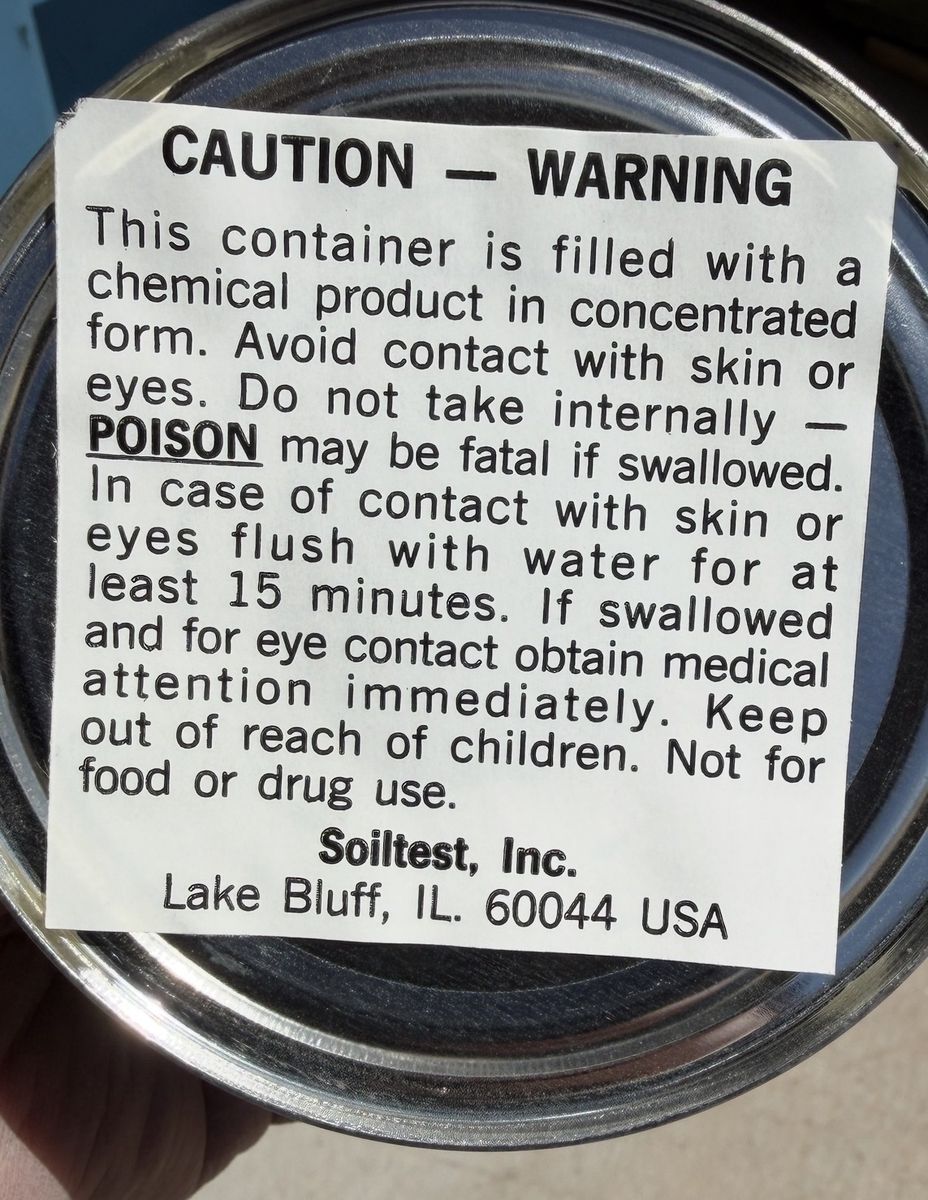 CAUTION — WARNING
This container is filled with a
chemical product in concentrated
form. Avoid contact with skin or
eyes. Do not take internally —
POISON may be fatal if swallowed.
In case of contact with skin or
eyes flush with water for at
least 15 minutes. If swallowed
and for eye contact obtain medical
attention immediately. Keep
out of reach of children. Not for
food or drug use.
Soiltest, Inc.
Lake Bluff, IL. 60044 USA